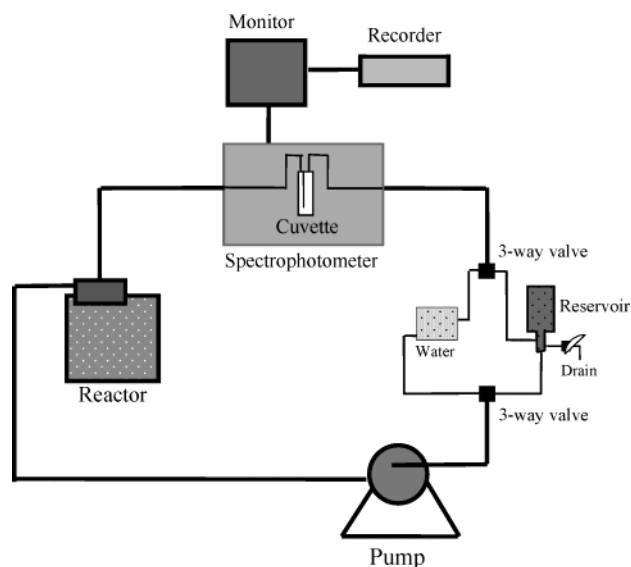 Monitor
Recorder
Cuvette
Spectrophotometer
3-way valve
Reservoir
Water
Drain
Reactor
3-way valve
Pump